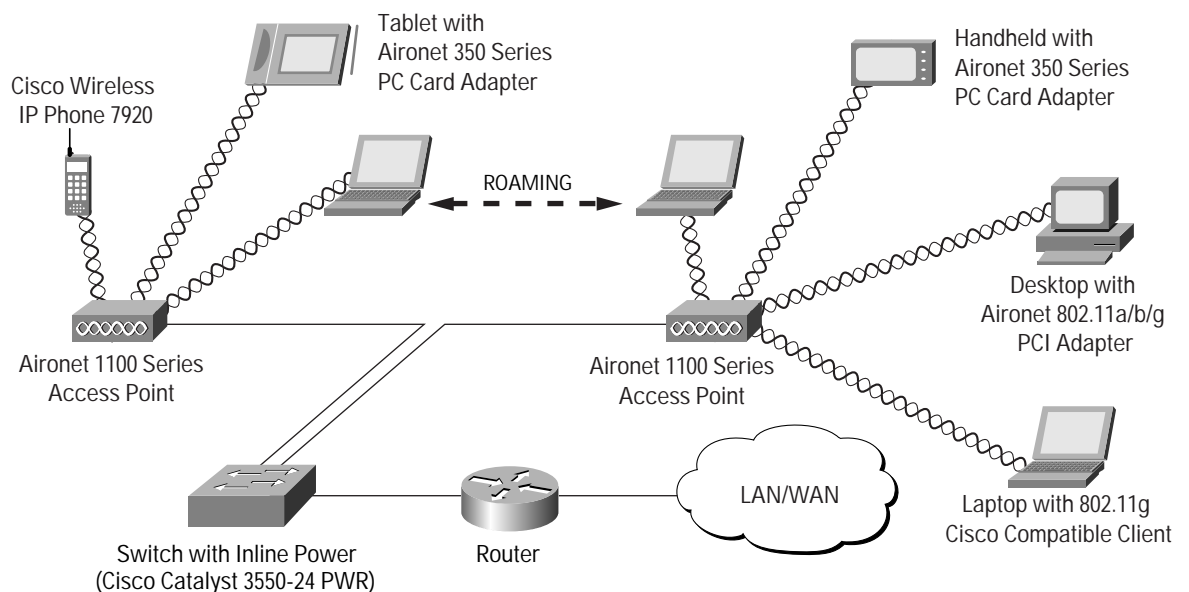 Tablet with
Aironet 350 Series
PC Card Adapter
Handheld with
Aironet 350 Series
PC Card Adapter
Cisco Wireless
IP Phone 7920
ROAMING
Desktop with
Aironet 802.11a/b/g
PCI Adapter
Aironet 1100 Series
Access Point
Aironet 1100 Series
Access Point
LAN/WAN
Laptop with 802.11g
Cisco Compatible Client
Switch with Inline Power
(Cisco Catalyst 3550-24 PWR)
Router